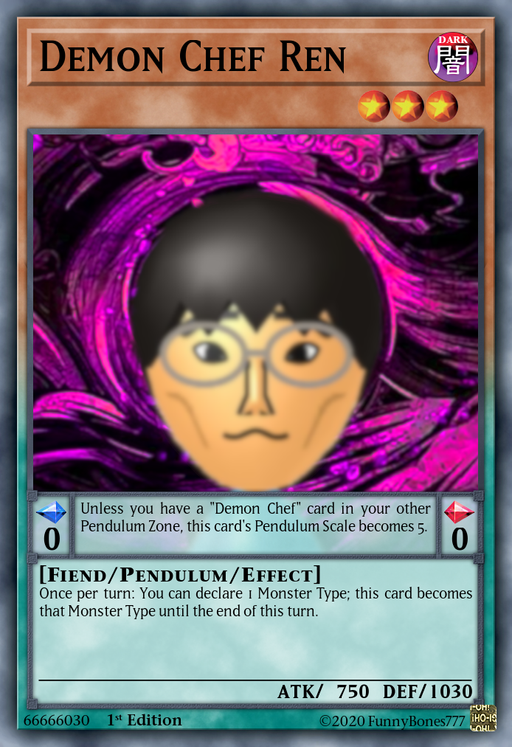 Demon Chef Ren
DARK
闇
Unless you have a "Demon Chef" card in your other
Pendulum Zone, this card's Pendulum Scale becomes 5.
0
0
[Fiend/Pendulum/Effect]
Once per turn: You can declare 1 Monster Type; this card becomes
that Monster Type until the end of this turn.
ATK/ 750 DEF/1030
66666030 1st Edition ©2020 FunnyBones777